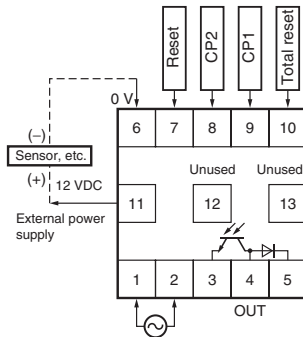 Reset
CP2
CP1
Total reset
0 V
6
7
8
9
10
(−)
Sensor, etc.
(+)
12 VDC
Unused
Unused
External power
supply
11
12
13
1
2
3
4
5
OUT